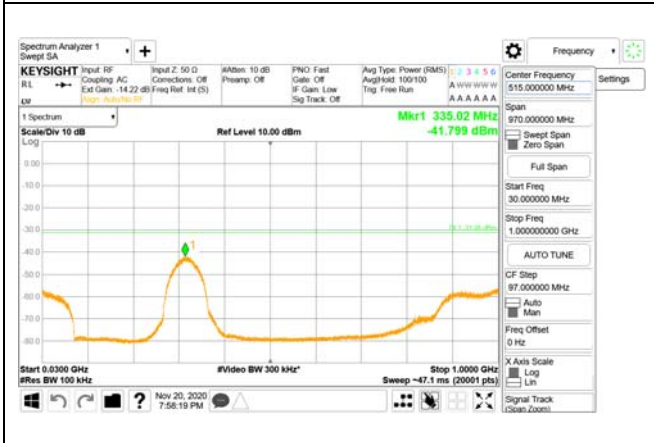 Spectrum Analyzer 1
Swept SA
+
Frequency
KEYSIGHT
RL
Input: RF
Coupling: AC
Ext Gain: -14.22 dB
Align: Auto/No RF
Input Z: 50 Ω
Corrections: Off
Freq Ref: Int (S)
#Atten: 10 dB
Preamp: Off
PNO: Fast
Gate: Off
IF Gain: Low
Sig Track: Off
Avg Type: Power (RMS)
Avg|Hold: 100/100
Trig: Free Run
1 2 3 4 5 6
A W W W W W
A A A A A A
1 Spectrum
Scale/Div 10 dB
Log
Ref Level 10.00 dBm
Mkr1 335.02 MHz
-41.799 dBm
0.00
-10.0
-20.0
-30.0
-40.0
-50.0
-60.0
-70.0
-80.0
1
Start 0.0300 GHz
#Res BW 100 kHz
#Video BW 300 kHz*
Stop 1.0000 GHz
Sweep ~47.1 ms (20001 pts)
?
Nov 20, 2020
7:58:19 PM
Center Frequency
515.000000 MHz
Settings
Span
970.000000 MHz
Swept Span
Zero Span
Full Span
Start Freq
30.000000 MHz
Stop Freq
1.000000000 GHz
AUTO TUNE
CF Step
97.000000 MHz
Auto
Man
Freq Offset
0 Hz
X Axis Scale
Log
Lin
Signal Track
(Span Zoom)